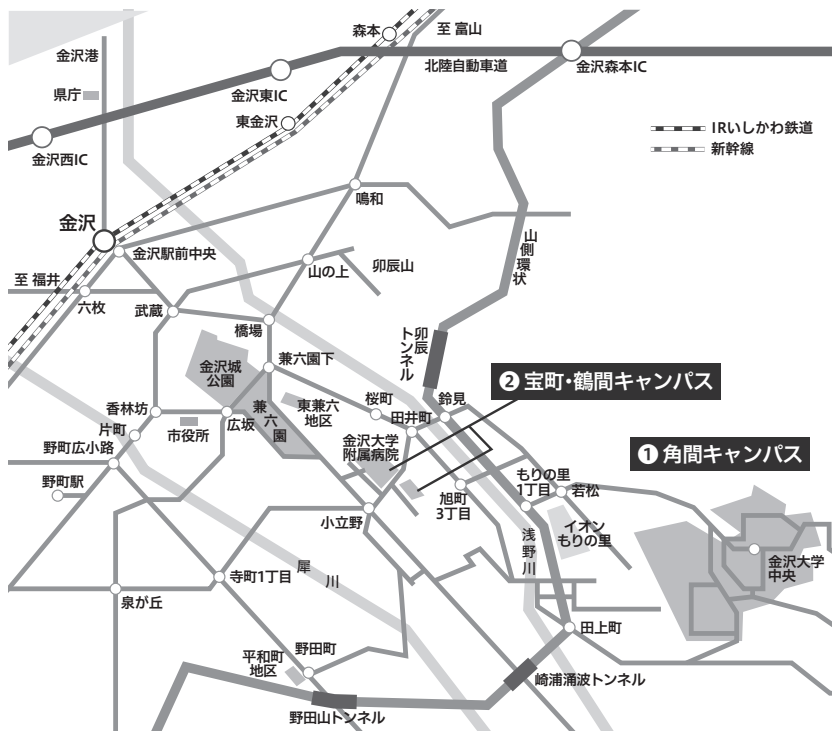 森本
至 富山
金沢港
北陸自動車道
金沢森本IC
県庁
金沢東IC
東金沢
IRいしかわ鉄道
新幹線
金沢西IC
鳴和
金沢
金沢駅前中央
山側環状
至 福井
山の上
卯辰山
六枚
武蔵
橋場
卯辰
トンネル
金沢城
公園
兼六園下
❷ 宝町・鶴間キャンパス
桜町
鈴見
香林坊
兼六園
東兼六
地区
田井町
片町
市役所
広坂
金沢大学
附属病院
❶ 角間キャンパス
野町広小路
野町駅
旭町
3丁目
もりの里
1丁目
若松
小立野
イオン
もりの里
浅野川
金沢大学
中央
犀川
寺町1丁目
泉が丘
田上町
野田町
平和町
地区
崎浦涌波トンネル
野田山トンネル